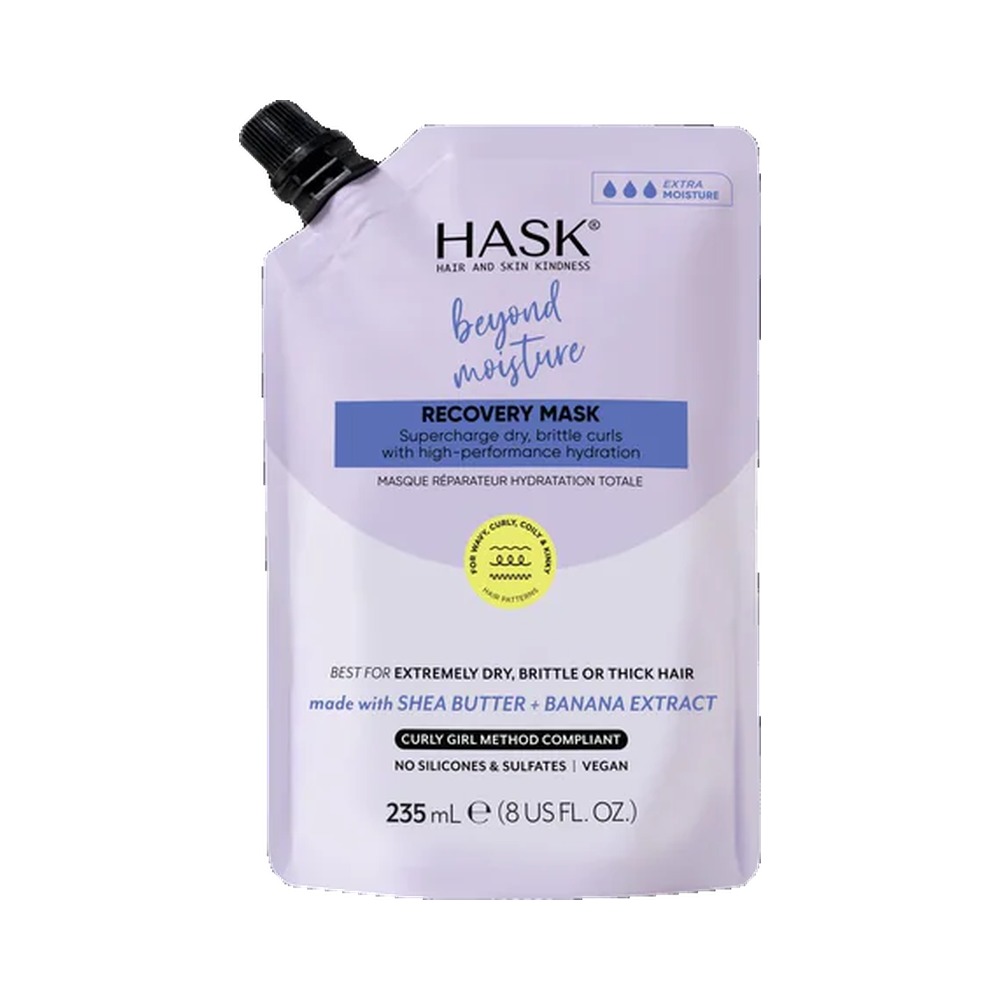 EXTRA
MOISTURE
HASK®
HAIR AND SKIN KINDNESS
beyond
moisture
RECOVERY MASK
Supercharge dry, brittle curls
with high-performance hydration
MASQUE RÉPARATEUR HYDRATATION TOTALE
FOR WAVY, CURLY, COILY & KINKY
HAIR PATTERNS
BEST FOR EXTREMELY DRY, BRITTLE OR THICK HAIR
made with SHEA BUTTER + BANANA EXTRACT
CURLY GIRL METHOD COMPLIANT
NO SILICONES & SULFATES | VEGAN
235 mL ℮ (8 US FL. OZ.)